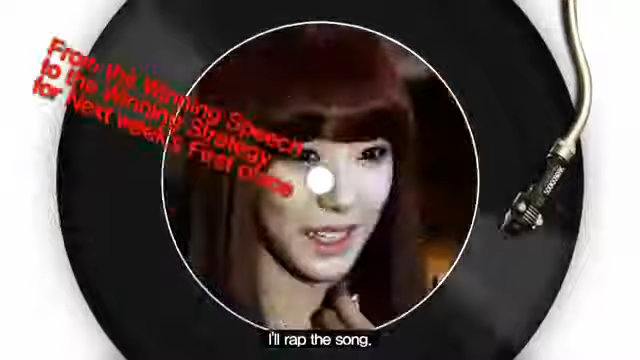 From the Winning Speech
to the Winning Strategy
for Next week's First place
I'll rap the song.